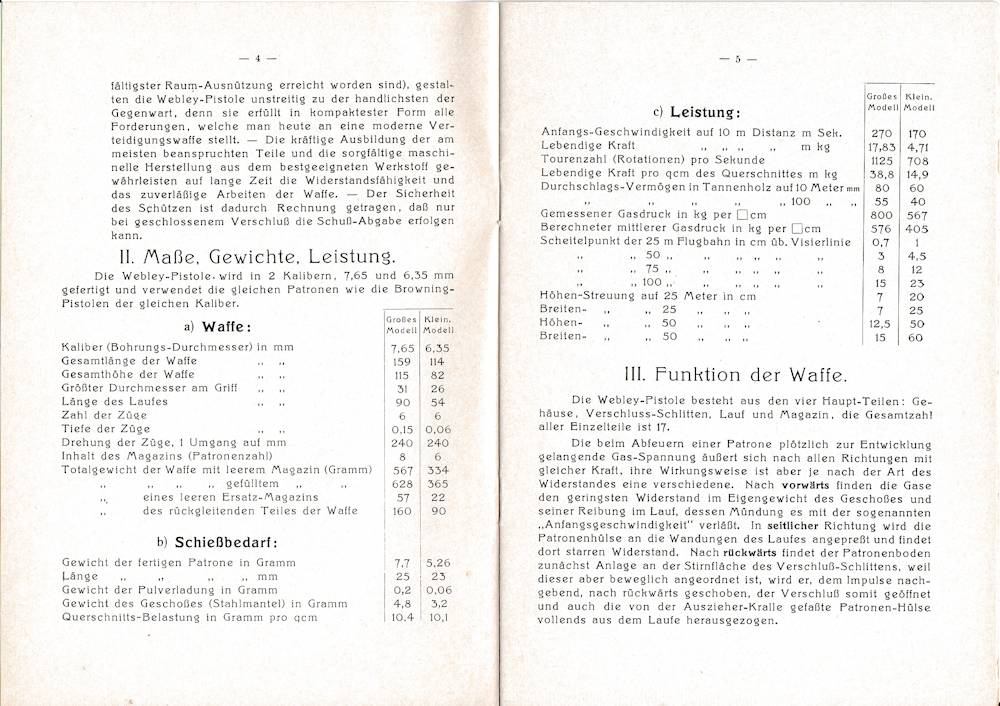 — 4 —
fältigster Raum-Ausnützung erreicht worden sind), gestal-
ten die Webley-Pistole unstreitig zu der handlichsten der
Gegenwart, denn sie erfüllt in kompaktester Form alle
Forderungen, welche man heute an eine moderne Ver-
teidigungswaffe stellt. — Die kräftige Ausbildung der am
meisten beanspruchten Teile und die sorgfältige maschi-
nelle Herstellung aus dem bestgeeigneten Werkstoff ge-
währleisten auf lange Zeit die Widerstandsfähigkeit und
das zuverläßige Arbeiten der Waffe. — Der Sicherheit
des Schützen ist dadurch Rechnung getragen, daß nur
bei geschlossenem Verschluß die Schuß-Abgabe erfolgen
kann.
II. Maße, Gewichte, Leistung.
Die Webley-Pistole wird in 2 Kalibern, 7,65 und 6,35 mm
gefertigt und verwendet die gleichen Patronen wie die Browning-
Pistolen der gleichen Kaliber.
a) Waffe: Großes Modell Klein. Modell
Kaliber (Bohrungs-Durchmesser) in mm 7,65 6,35
Gesamtlänge der Waffe „ „ 159 114
Gesamthöhe der Waffe „ „ 115 82
Größter Durchmesser am Griff „ „ 31 26
Länge des Laufes „ „ 90 54
Zahl der Züge 6 6
Tiefe der Züge „ „ 0,15 0,06
Drehung der Züge, 1 Umgang auf mm 240 240
Inhalt des Magazins (Patronenzahl) 8 6
Totalgewicht der Waffe mit leerem Magazin (Gramm) 567 334
„ „ „ „ gefülltem „ „ 628 365
„ eines leeren Ersatz-Magazins 57 22
„ des rückgleitenden Teiles der Waffe 160 90
b) Schießbedarf:
Gewicht der fertigen Patrone in Gramm 7,7 5,26
Länge „ „ „ „ mm 25 23
Gewicht der Pulverladung in Gramm 0,2 0,06
Gewicht des Geschoßes (Stahlmantel) in Gramm 4,8 3,2
Querschnitts-Belastung in Gramm pro qcm 10.4 10,1
— 5 —
c) Leistung: Großes Modell Klein. Modell
Anfangs-Geschwindigkeit auf 10 m Distanz m Sek. 270 170
Lebendige Kraft „ „ „ „ m kg 17,83 4,71
Tourenzahl (Rotationen) pro Sekunde 1125 708
Lebendige Kraft pro qcm des Querschnittes m kg 38,8 14,9
Durchschlags-Vermögen in Tannenholz auf 10 Meter mm 80 60
„ „ „ „ „ 100 „ „ 55 40
Gemessener Gasdruck in kg per □cm 800 567
Berechneter mittlerer Gasdruck in kg per □cm 576 405
Scheitelpunkt der 25 m Flugbahn in cm üb. Visierlinie 0,7 1
„ „ 50 „ „ „ „ „ „ 3 4,5
„ „ 75 „ „ „ „ „ „ 8 12
„ „ 100 „ „ „ „ „ „ 15 23
Höhen-Streuung auf 25 Meter in cm 7 20
Breiten- „ „ 25 „ „ „ 7 25
Höhen- „ „ 50 „ „ „ 12,5 50
Breiten- „ „ 50 „ „ „ 15 60
III. Funktion der Waffe.
Die Webley-Pistole besteht aus den vier Haupt-Teilen: Ge-
häuse, Verschluss-Schlitten, Lauf und Magazin, die Gesamtzahl
aller Einzelteile ist 17.
Die beim Abfeuern einer Patrone plötzlich zur Entwicklung
gelangende Gas-Spannung äußert sich nach allen Richtungen mit
gleicher Kraft, ihre Wirkungsweise ist aber je nach der Art des
Widerstandes eine verschiedene. Nach vorwärts finden die Gase
den geringsten Widerstand im Eigengewicht des Geschoßes und
seiner Reibung im Lauf, dessen Mündung es mit der sogenannten
„Anfangsgeschwindigkeit" verläßt. In seitlicher Richtung wird die
Patronenhülse an die Wandungen des Laufes angepreßt und findet
dort starren Widerstand. Nach rückwärts findet der Patronenboden
zunächst Anlage an der Stirnfläche des Verschluß-Schlittens, weil
dieser aber beweglich angeordnet ist, wird er, dem Impulse nach-
gebend, nach rückwärts geschoben, der Verschluß somit geöffnet
und auch die von der Auszieher-Kralle gefaßte Patronen-Hülse
vollends aus dem Laufe herausgezogen.